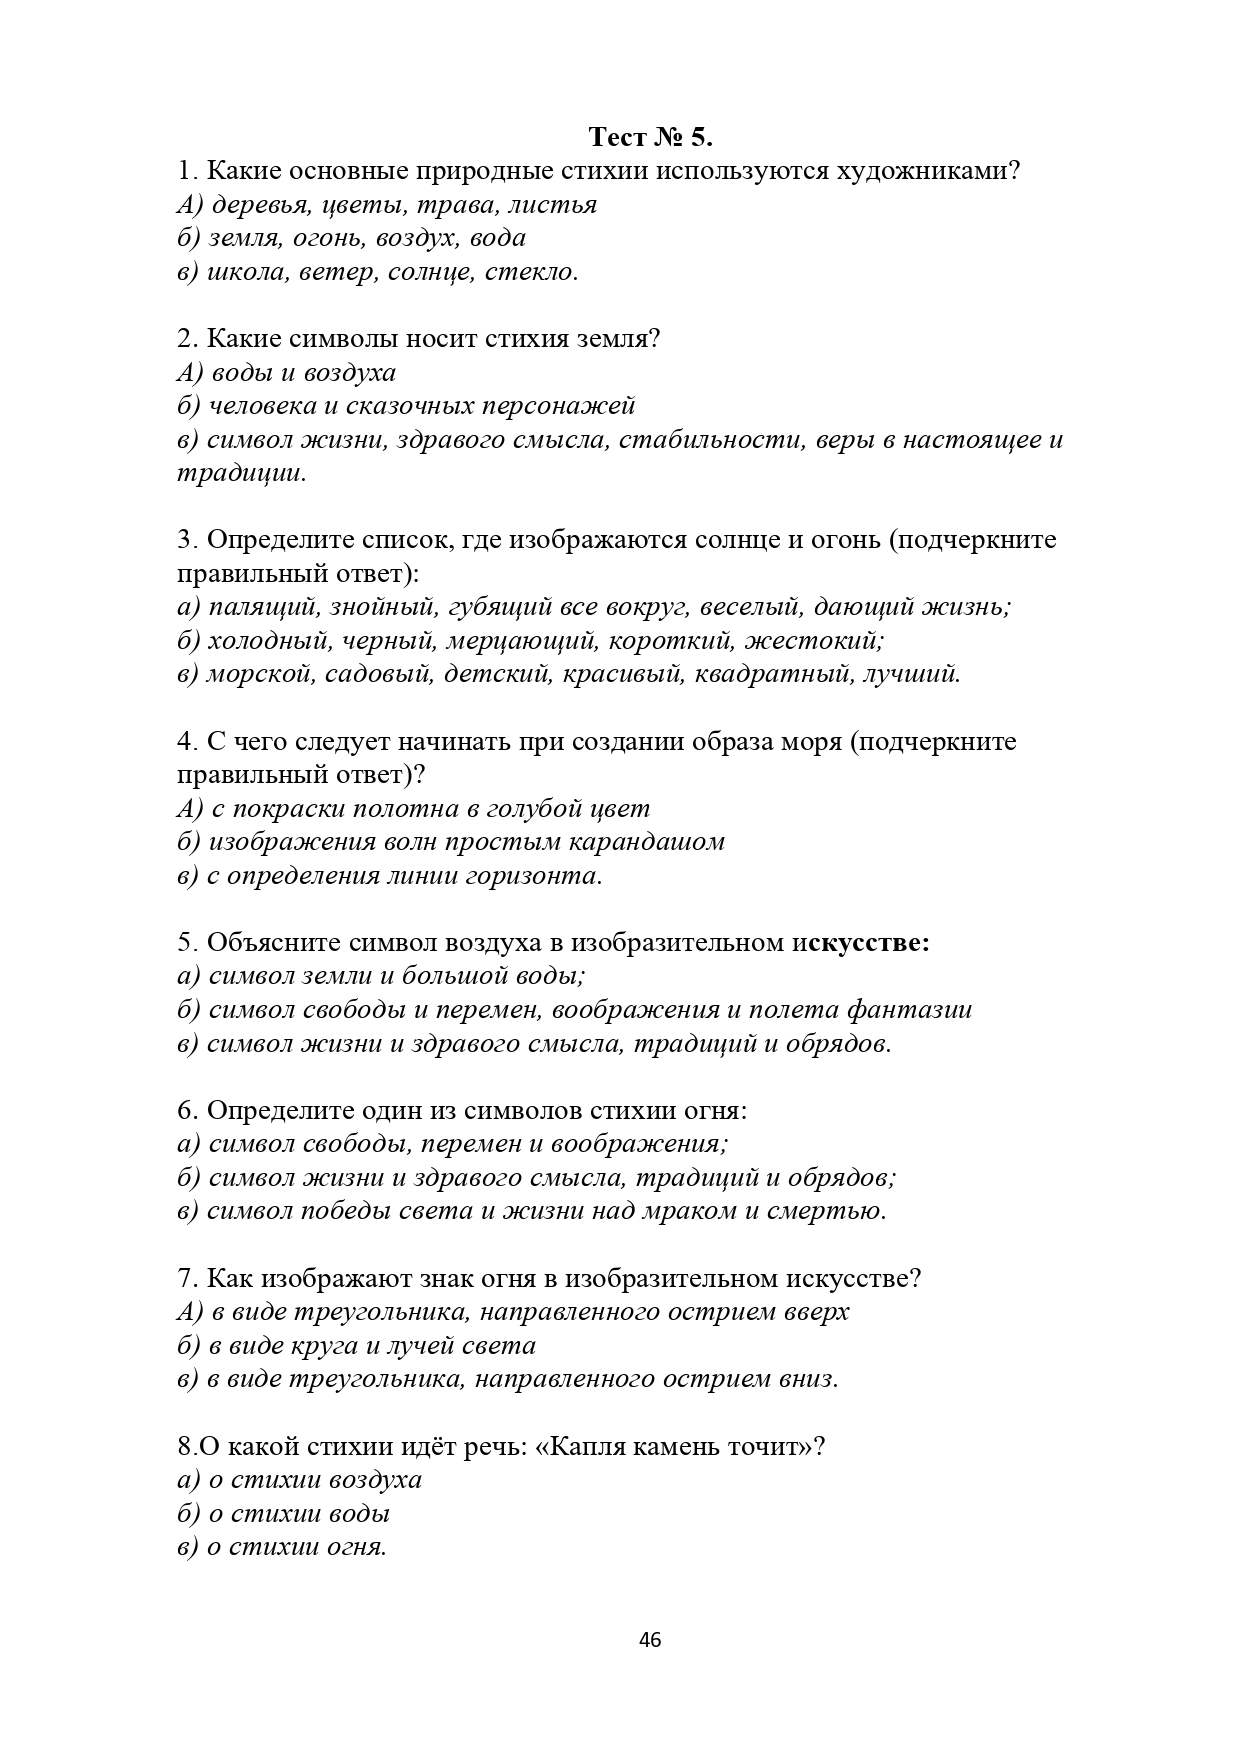 Тест № 5.
1. Какие основные природные стихии используются художниками?
А) деревья, цветы, трава, листья
б) земля, огонь, воздух, вода
в) школа, ветер, солнце, стекло.
2. Какие символы носит стихия земля?
А) воды и воздуха
б) человека и сказочных персонажей
в) символ жизни, здравого смысла, стабильности, веры в настоящее и
традиции.
3. Определите список, где изображаются солнце и огонь (подчеркните
правильный ответ):
а) палящий, знойный, губящий все вокруг, веселый, дающий жизнь;
б) холодный, черный, мерцающий, короткий, жестокий;
в) морской, садовый, детский, красивый, квадратный, лучший.
4. С чего следует начинать при создании образа моря (подчеркните
правильный ответ)?
А) с покраски полотна в голубой цвет
б) изображения волн простым карандашом
в) с определения линии горизонта.
5. Объясните символ воздуха в изобразительном искусстве:
а) символ земли и большой воды;
б) символ свободы и перемен, воображения и полета фантазии
в) символ жизни и здравого смысла, традиций и обрядов.
6. Определите один из символов стихии огня:
а) символ свободы, перемен и воображения;
б) символ жизни и здравого смысла, традиций и обрядов;
в) символ победы света и жизни над мраком и смертью.
7. Как изображают знак огня в изобразительном искусстве?
А) в виде треугольника, направленного острием вверх
б) в виде круга и лучей света
в) в виде треугольника, направленного острием вниз.
8.О какой стихии идёт речь: «Капля камень точит»?
а) о стихии воздуха
б) о стихии воды
в) о стихии огня.
46